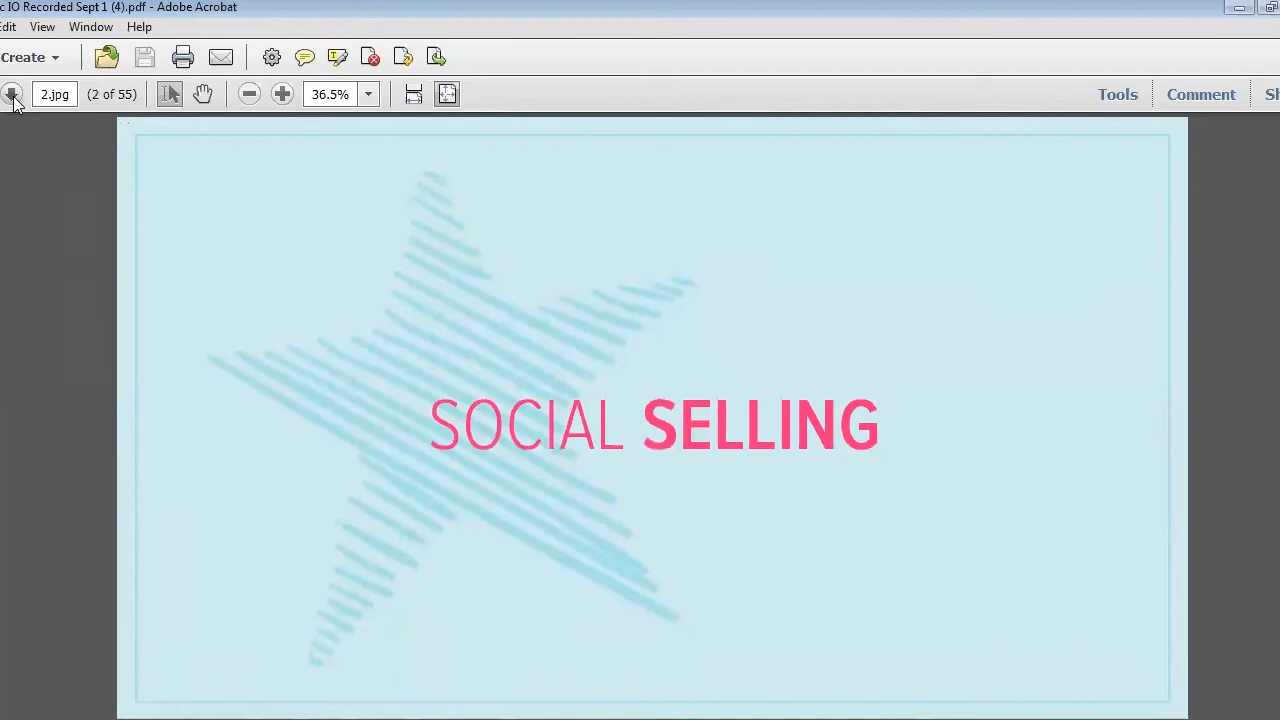 c IO Recorded Sept 1 (4).pdf - Adobe Acrobat
Edit View Window Help
Create
2.jpg (2 of 55) 36.5% Tools Comment
SOCIAL SELLING